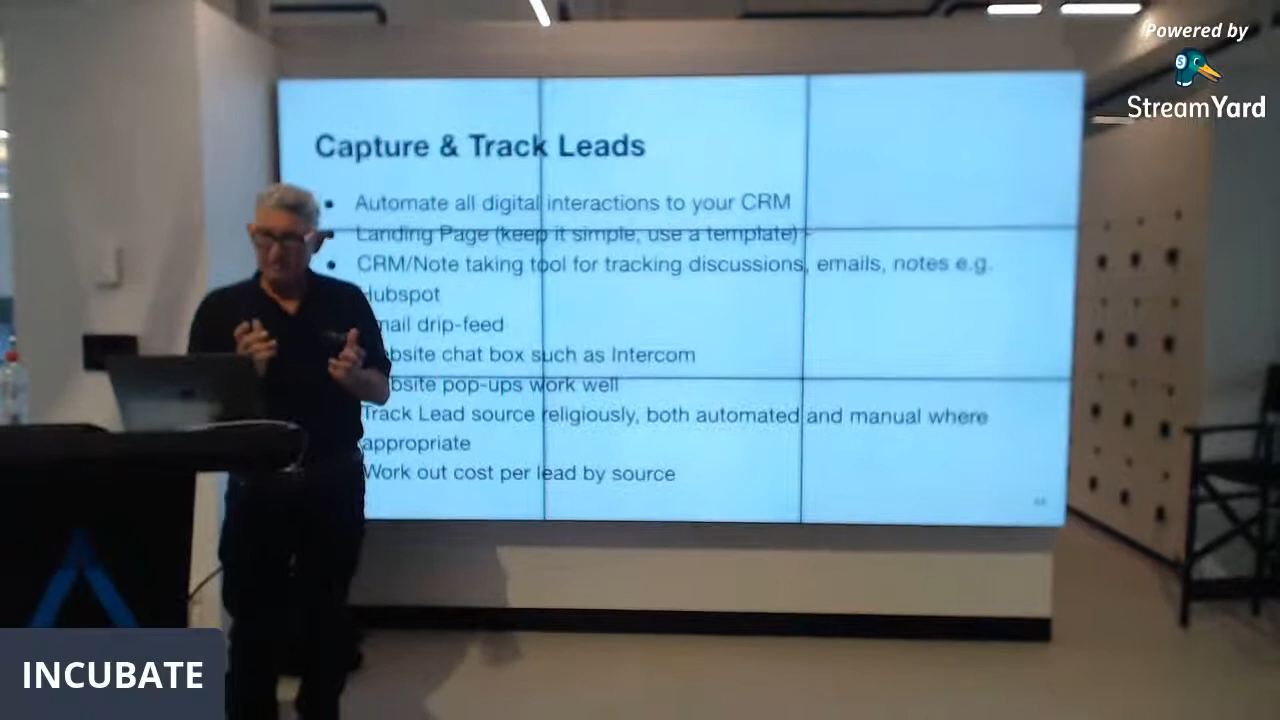 Powered by
StreamYard
Capture & Track Leads
• Automate all digital interactions to your CRM
• Landing Page (keep it simple, use a template)
• CRM/Note taking tool for tracking discussions, emails, notes e.g.
Hubspot
mail drip-feed
ebsite chat box such as Intercom
ebsite pop-ups work well
Track Lead source religiously, both automated and manual where
appropriate
Work out cost per lead by source
INCUBATE